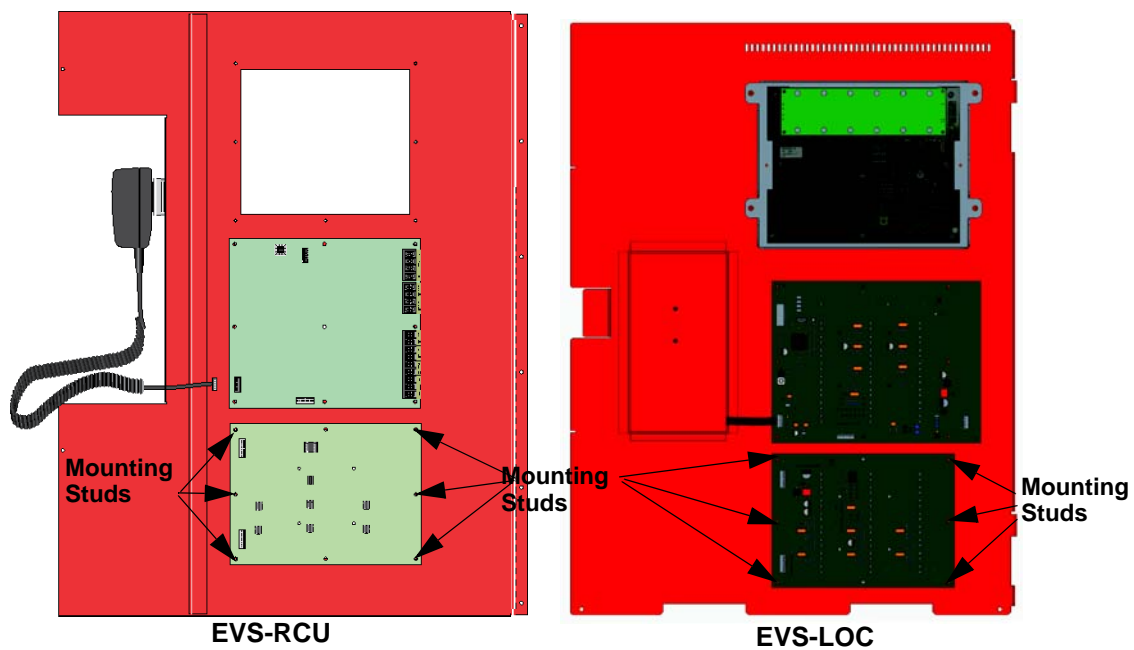 Mounting
Studs
Mounting
Studs
Mounting
Studs
EVS-RCU
EVS-LOC